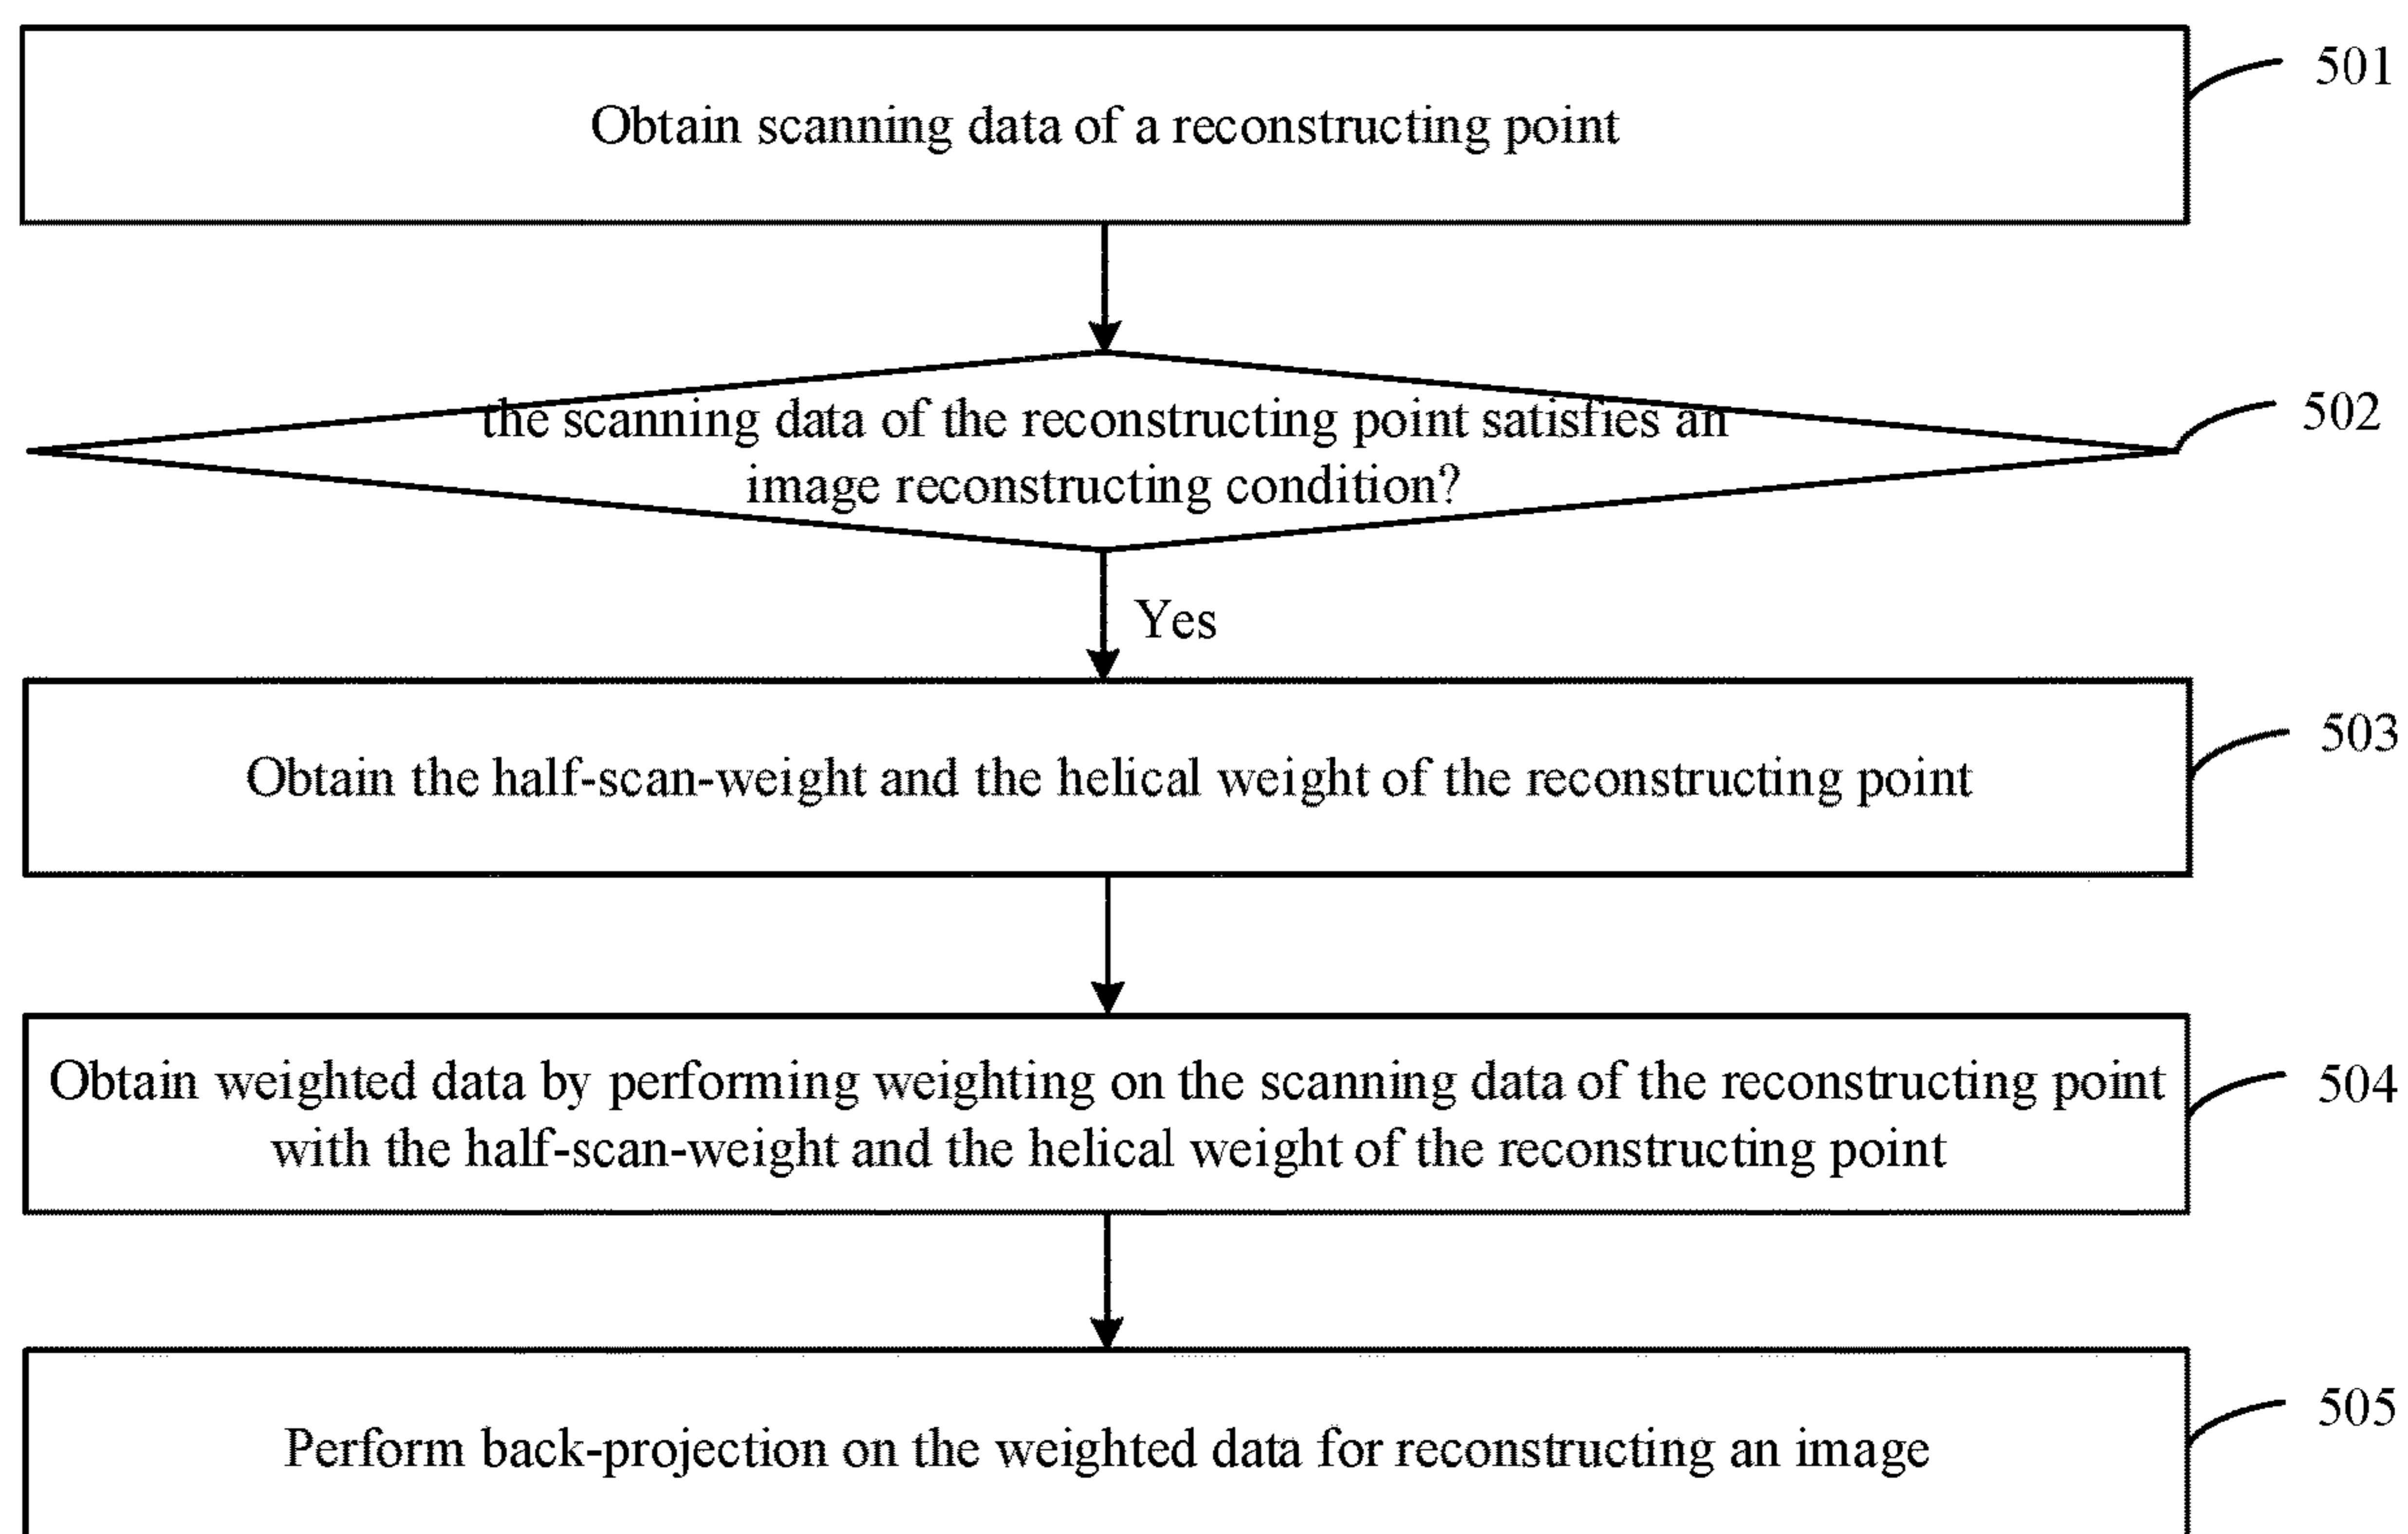 Obtain scanning data of a reconstructing point
501
the scanning data of the reconstructing point satisfies an
image reconstructing condition?
502
Yes
Obtain the half-scan-weight and the helical weight of the reconstructing point
503
Obtain weighted data by performing weighting on the scanning data of the reconstructing point
with the half-scan-weight and the helical weight of the reconstructing point
504
Perform back-projection on the weighted data for reconstructing an image
505